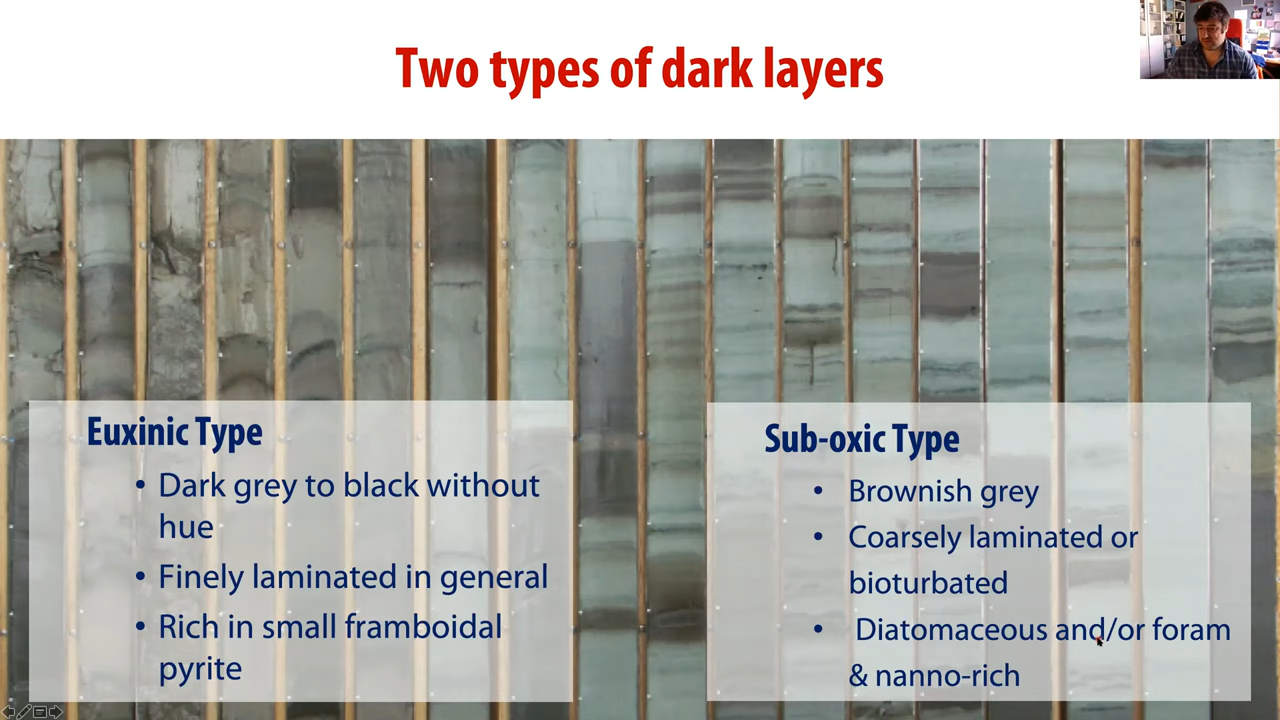 Two types of dark layers
Euxinic Type
• Dark grey to black without
hue
• Finely laminated in general
• Rich in small framboidal
pyrite
Sub-oxic Type
• Brownish grey
• Coarsely laminated or
bioturbated
• Diatomaceous and/or foram
& nanno-rich